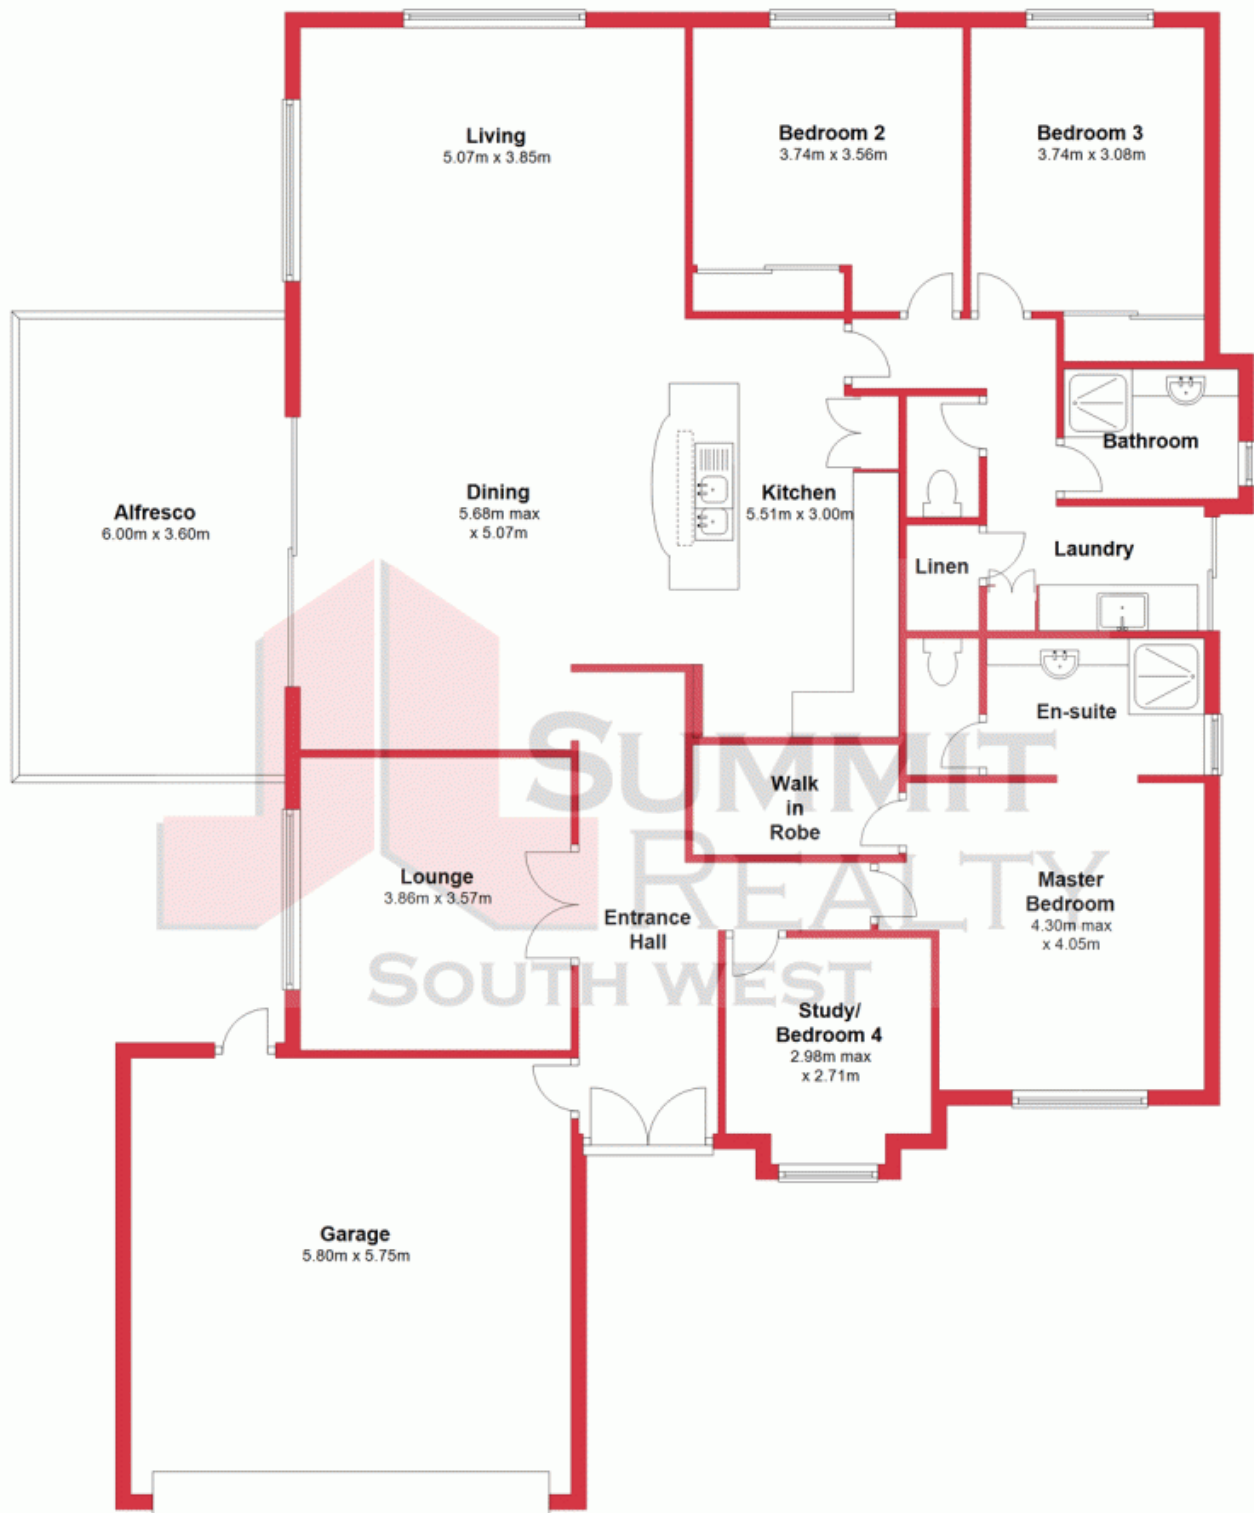 Living
5.07m x 3.85m
Bedroom 2
3.74m x 3.56m
Bedroom 3
3.74m x 3.08m
Bathroom
Alfresco
6.00m x 3.60m
Dining
5.68m max
x 5.07m
Kitchen
5.51m x 3.00m
Linen
Laundry
En-suite
Walk
in
Robe
SUMMIT
REALTY
SOUTH WEST
Lounge
3.86m x 3.57m
Entrance
Hall
Master
Bedroom
4.30m max
x 4.05m
Study/
Bedroom 4
2.98m max
x 2.71m
Garage
5.80m x 5.75m